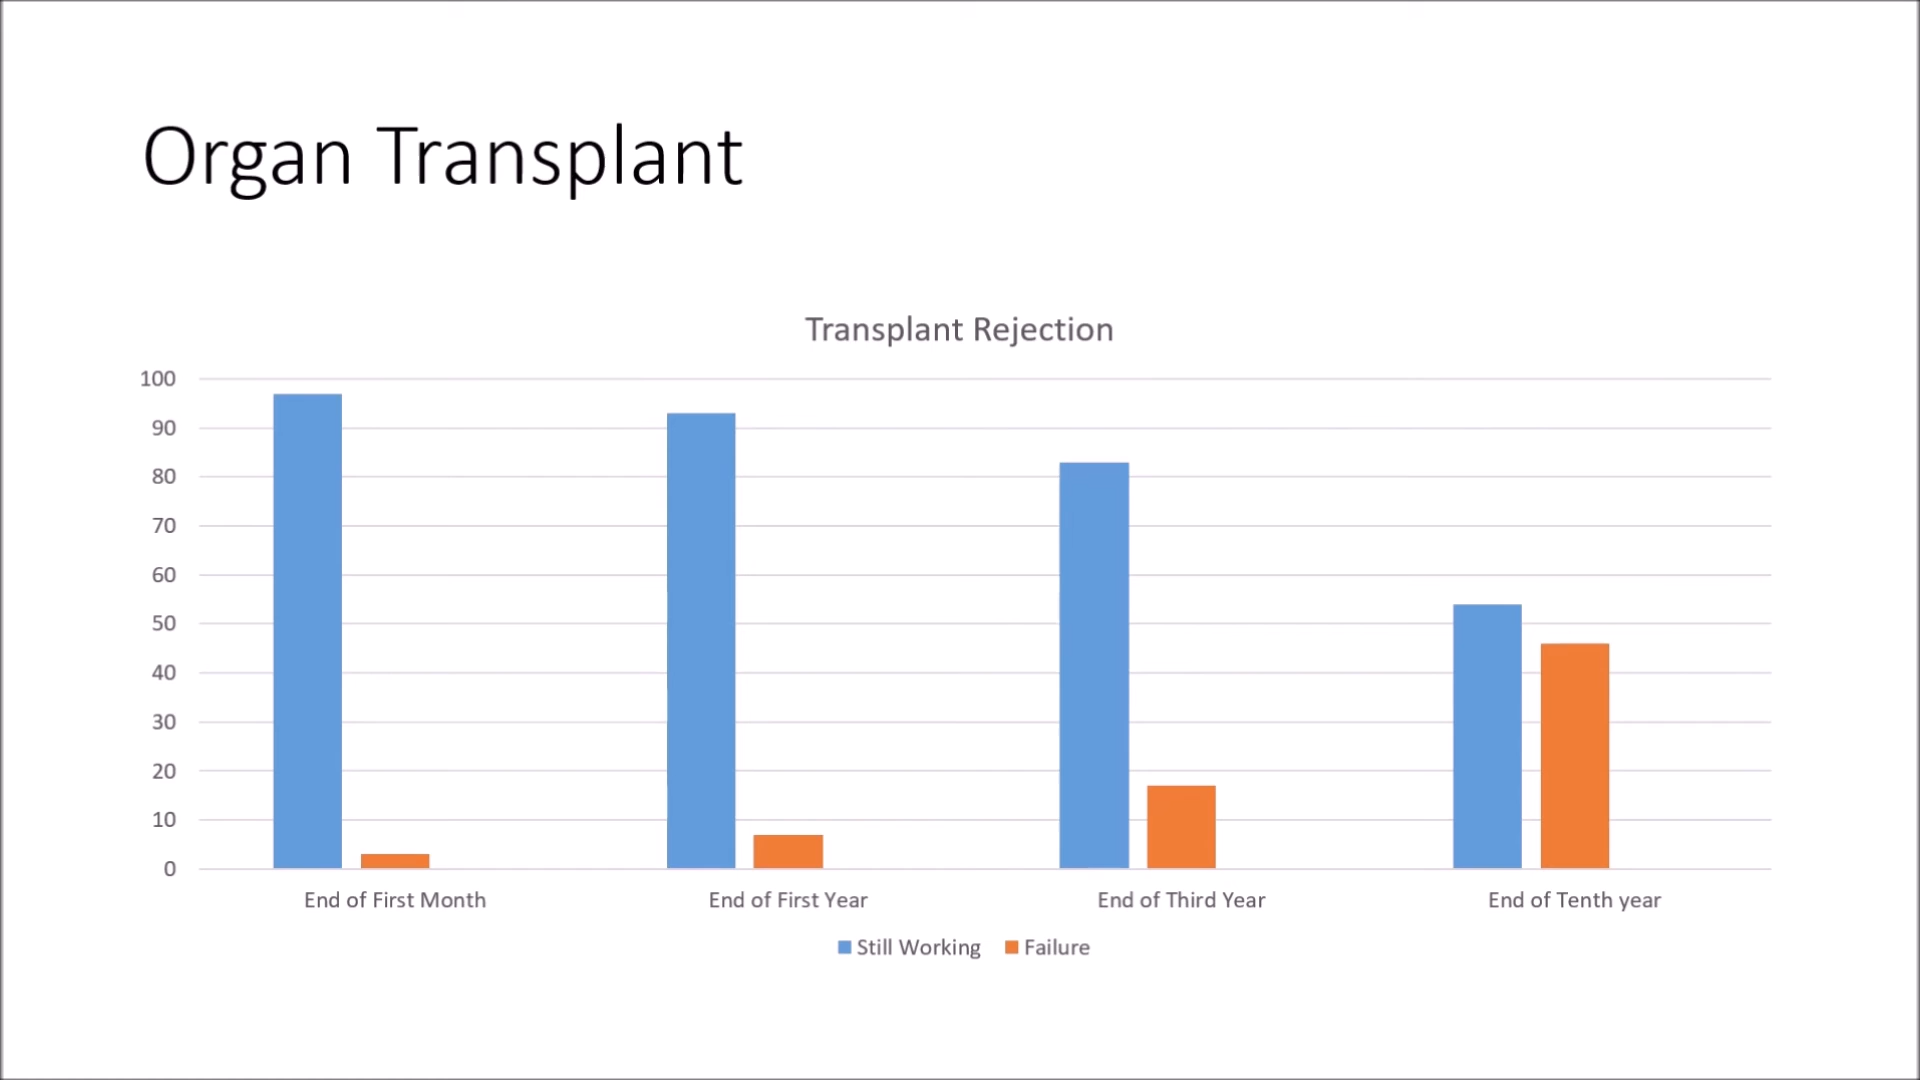 Organ Transplant
Transplant Rejection
100
90
80
70
60
50
40
30
20
10
0
End of First Month End of First Year End of Third Year End of Tenth year
Still Working Failure